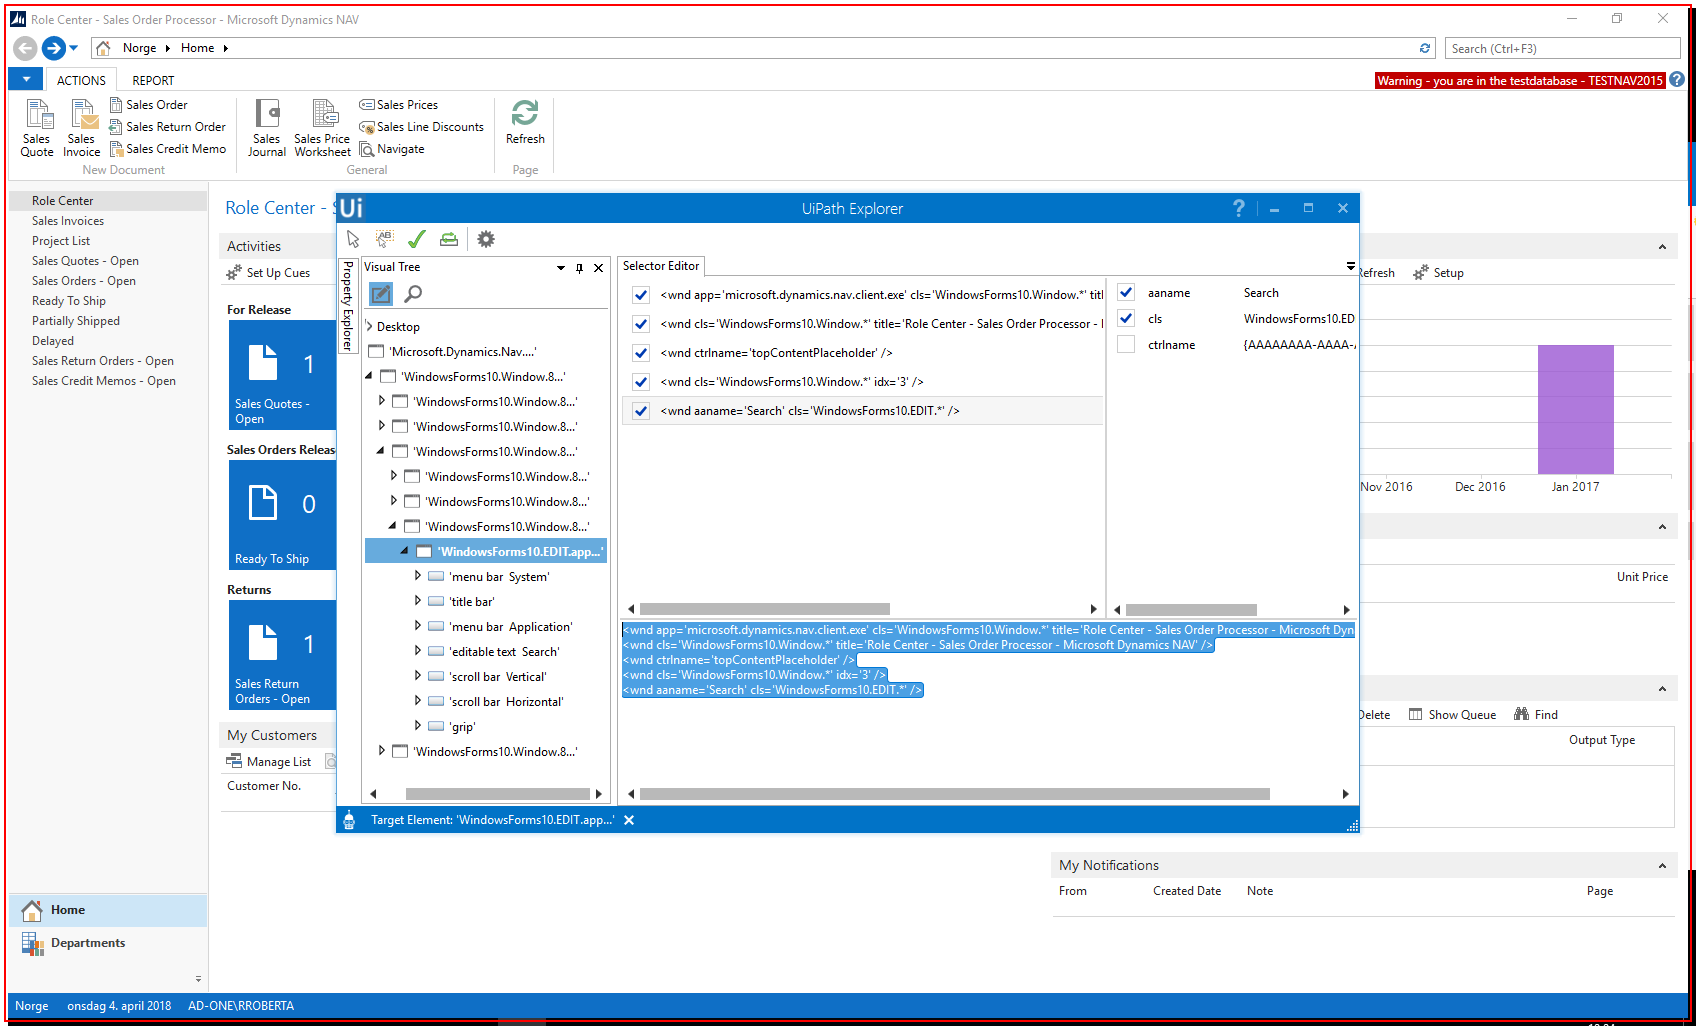 Role Center - Sales Order Processor - Microsoft Dynamics NAV
Norge
Home
Search (Ctrl+F3)
ACTIONS
REPORT
Warning - you are in the testdatabase - TESTNAV2015
Sales Quote
Sales Invoice
Sales Order
Sales Return Order
Sales Credit Memo
New Document
Sales Journal
Sales Price Worksheet
Sales Prices
Sales Line Discounts
Navigate
General
Refresh
Page
Role Center
Sales Invoices
Project List
Sales Quotes - Open
Sales Orders - Open
Ready To Ship
Partially Shipped
Delayed
Sales Return Orders - Open
Sales Credit Memos - Open
Home
Departments
Role Center -
Activities
Set Up Cues
For Release
1
Sales Quotes -
Open
Sales Orders Releas
0
Ready To Ship
Returns
1
Sales Return
Orders - Open
My Customers
Manage List
Customer No.
Ui
UiPath Explorer
Property Explorer
Visual Tree
Desktop
'Microsoft.Dynamics.Nav....'
'WindowsForms10.Window.8...'
'WindowsForms10.Window.8...'
'WindowsForms10.Window.8...'
'WindowsForms10.Window.8...'
'WindowsForms10.Window.8...'
'WindowsForms10.Window.8...'
'WindowsForms10.Window.8...'
'WindowsForms10.EDIT.app...'
'menu bar  System'
'title bar'
'menu bar  Application'
'editable text  Search'
'scroll bar  Vertical'
'scroll bar  Horizontal'
'grip'
'WindowsForms10.Window.8...'
Selector Editor
<wnd app='microsoft.dynamics.nav.client.exe' cls='WindowsForms10.Window.*' titl
<wnd cls='WindowsForms10.Window.*' title='Role Center - Sales Order Processor - 
<wnd ctrlname='topContentPlaceholder' />
<wnd cls='WindowsForms10.Window.*' idx='3' />
<wnd aaname='Search' cls='WindowsForms10.EDIT.*' />
aaname Search
cls WindowsForms10.ED
ctrlname {AAAAAAAA-AAAA-
<wnd app='microsoft.dynamics.nav.client.exe' cls='WindowsForms10.Window.*' title='Role Center - Sales Order Processor - Microsoft Dyn
<wnd cls='WindowsForms10.Window.*' title='Role Center - Sales Order Processor - Microsoft Dynamics NAV' />
<wnd ctrlname='topContentPlaceholder' />
<wnd cls='WindowsForms10.Window.*' idx='3' />
<wnd aaname='Search' cls='WindowsForms10.EDIT.*' />
Target Element: 'WindowsForms10.EDIT.app...'
Refresh
Setup
Nov 2016 Dec 2016 Jan 2017
Unit Price
Delete
Show Queue
Find
Output Type
My Notifications
From Created Date Note Page
Norge onsdag 4. april 2018 AD-ONE\RROBERTA